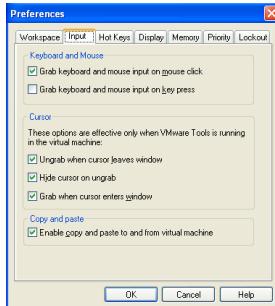 Preferences
Workspace Input Hot Keys Display Memory Priority Lockout
Keyboard and Mouse
Grab keyboard and mouse input on mouse click
Grab keyboard and mouse input on key press
Cursor
These options are effective only when VMware Tools is running
in the virtual machine:
Ungrab when cursor leaves window
Hide cursor on ungrab
Grab when cursor enters window
Copy and paste
Enable copy and paste to and from virtual machine
OK Cancel Help